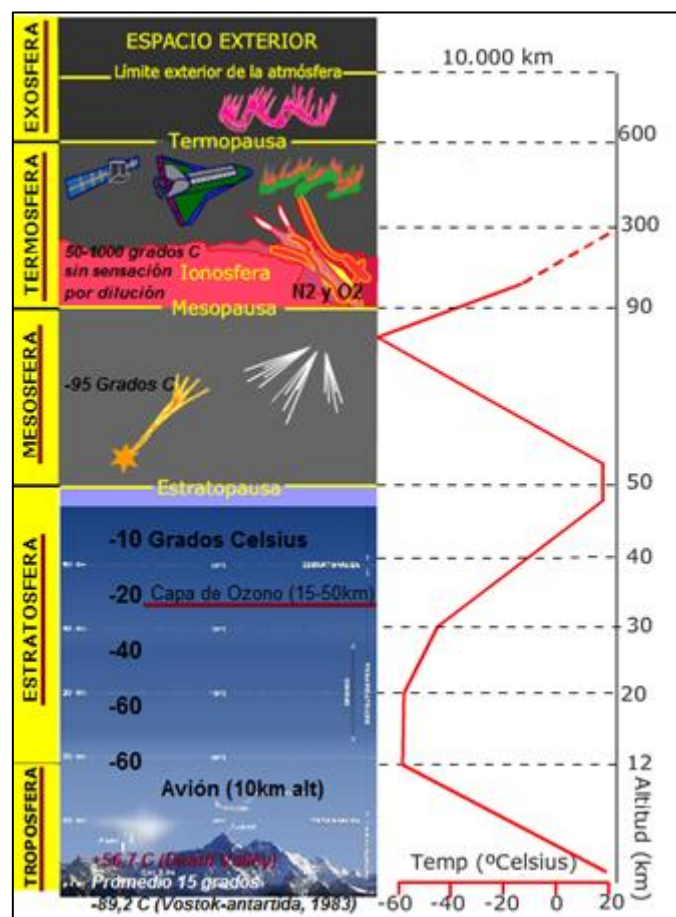 EXOSFERA
TERMOSFERA
MESOSFERA
ESTRATOSFERA
TROPOSFERA
ESPACIO EXTERIOR
Límite exterior de la atmósfera
Termopausa
50-1000 grados C
sin sensación
por dilución
Ionosfera
N2 y O2
Mesopausa
-95 Grados C
Estratopausa
-10 Grados Celsius
-20 Capa de Ozono (15-50km)
-40
-60
-60
Avión (10km alt)
+56,7 C (Death Valley)
Promedio 15 grados
-89,2 C (Vostok-antartida, 1983)
10.000 km
600
300
90
50
40
30
20
12
Altitud (km)
Temp (ºCelsius)
-60 -40 -20 0 20